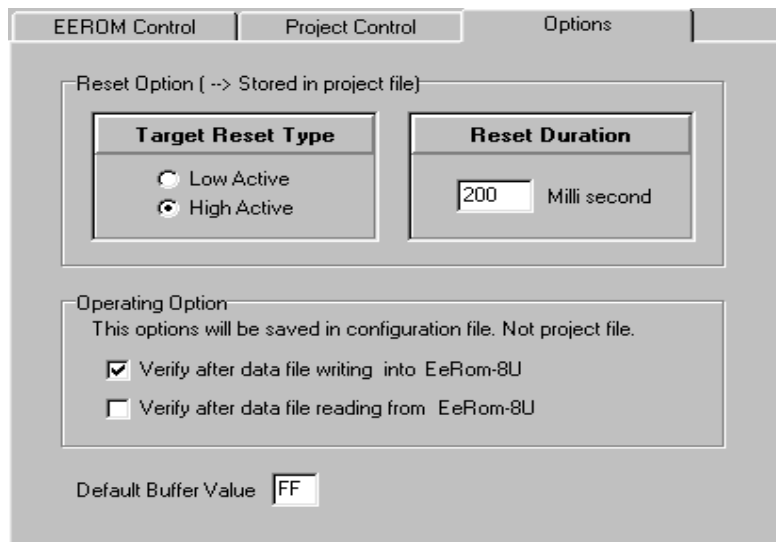 EEROM Control
Project Control
Options
Reset Option ( --> Stored in project file)
Target Reset Type
Reset Duration
Low Active
High Active
200 Milli second
Operating Option
This options will be saved in configuration file. Not project file.
Verify after data file writing into EeRom-8U
Verify after data file reading from EeRom-8U
Default Buffer Value FF